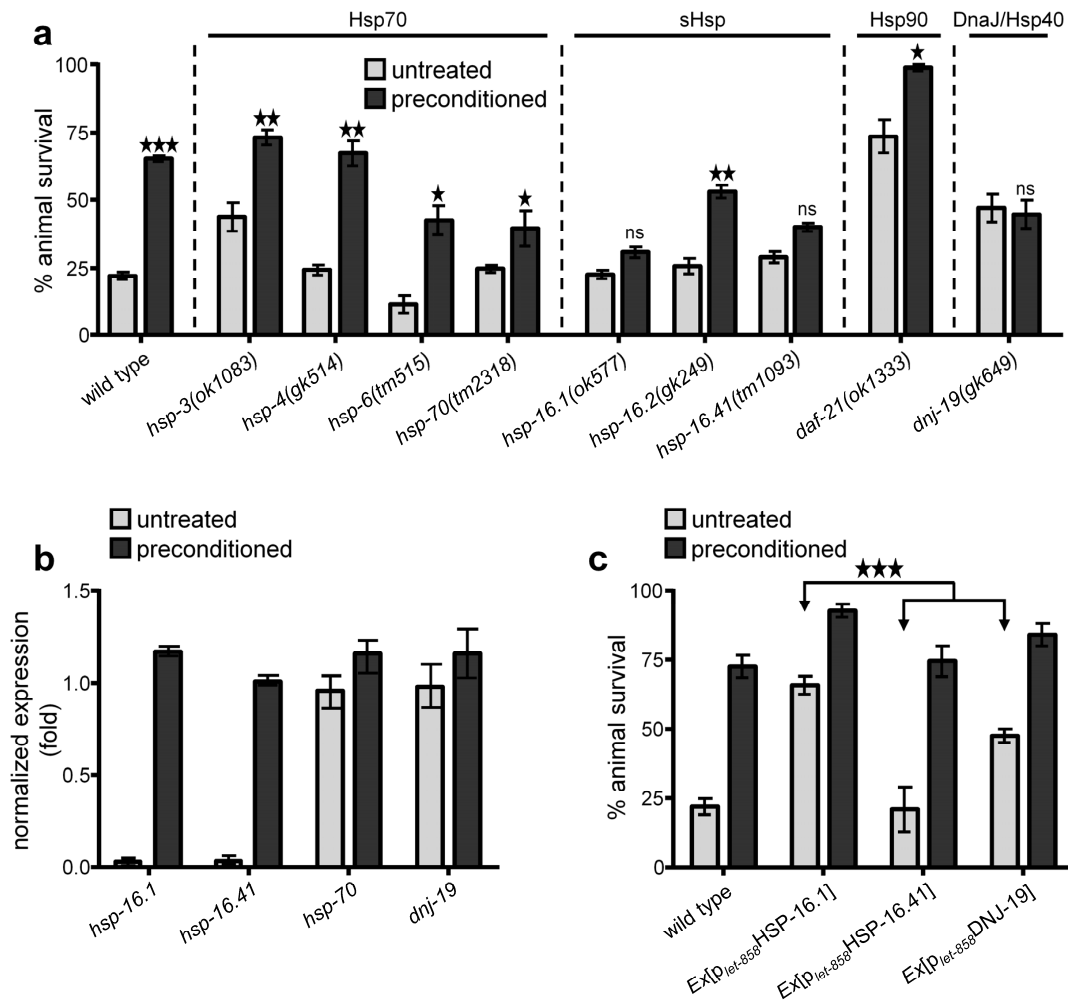 Hsp70 sHsp Hsp90 DnaJ/Hsp40
a
untreated
preconditioned
% animal survival
100
75
50
25
0
★★★ ★★ ★★ ★ ★ ns ★★ ns ★ ns
wild type hsp-3(ok1083) hsp-4(gk514) hsp-6(tm515) hsp-70(tm2318) hsp-16.1(ok577) hsp-16.2(gk249) hsp-16.41(tm1093) daf-21(ok1333) dnj-19(gk649)
b
untreated
preconditioned
normalized expression
(fold)
1.5
1.0
0.5
0.0
hsp-16.1 hsp-16.41 hsp-70 dnj-19
untreated
preconditioned
c
★★★
% animal survival
100
75
50
25
0
wild type Ex[plet-858HSP-16.1] Ex[plet-858HSP-16.41] Ex[plet-858DNJ-19]